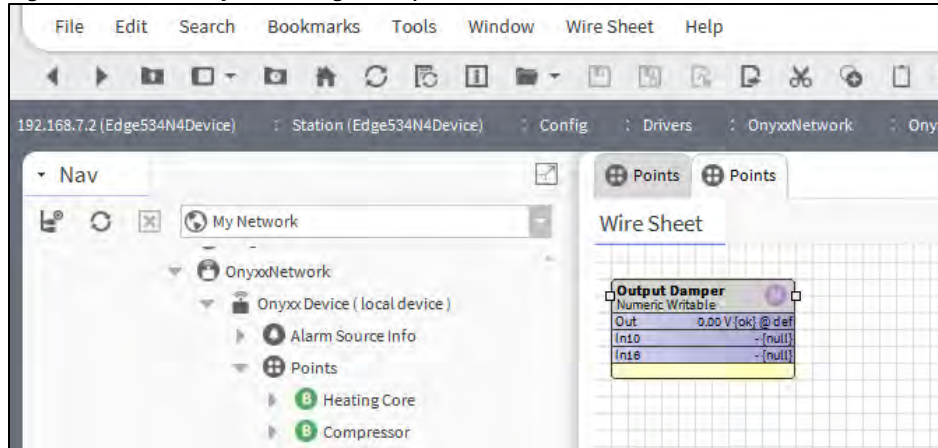 File Edit Search Bookmarks Tools Window Wire Sheet Help
192.168.7.2 (Edge534N4Device) : Station (Edge534N4Device) : Config : Drivers : OnyxxNetwork : Ony
Nav
My Network
OnyxxNetwork
Onyxx Device ( local device )
Alarm Source Info
Points
B Heating Core
B Compressor
Points Points
Wire Sheet
Output Damper
Numeric Writable
Out 0.00 V {ok} @ def
In10 - {null}
In16 - {null}